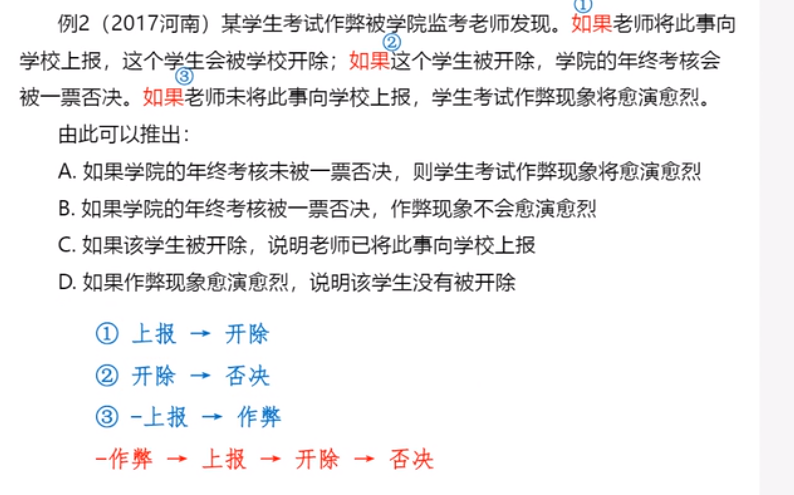 例2（2017河南）某学生考试作弊被学院监考老师发现。①如果老师将此事向
学校上报，这个学生会被学校开除；②如果这个学生被开除，学院的年终考核会
被一票否决。③如果老师未将此事向学校上报，学生考试作弊现象将愈演愈烈。
由此可以推出：
A. 如果学院的年终考核未被一票否决，则学生考试作弊现象将愈演愈烈
B. 如果学院的年终考核被一票否决，作弊现象不会愈演愈烈
C. 如果该学生被开除，说明老师已将此事向学校上报
D. 如果作弊现象愈演愈烈，说明该学生没有被开除
① 上报 → 开除
② 开除 → 否决
③ −上报 → 作弊
−作弊 → 上报 → 开除 → 否决